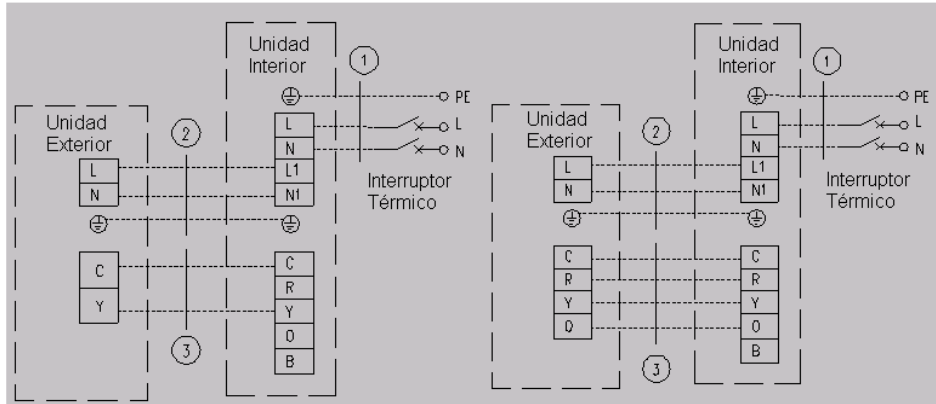 Unidad
Interior
1
PE
L
N
Interruptor
Térmico
Unidad
Exterior
2
L
N
L
N
L1
N1
C
Y
C
R
Y
O
B
3
Unidad
Interior
1
PE
L
N
Interruptor
Térmico
Unidad
Exterior
2
L
N
L
N
L1
N1
C
R
Y
O
C
R
Y
O
B
3